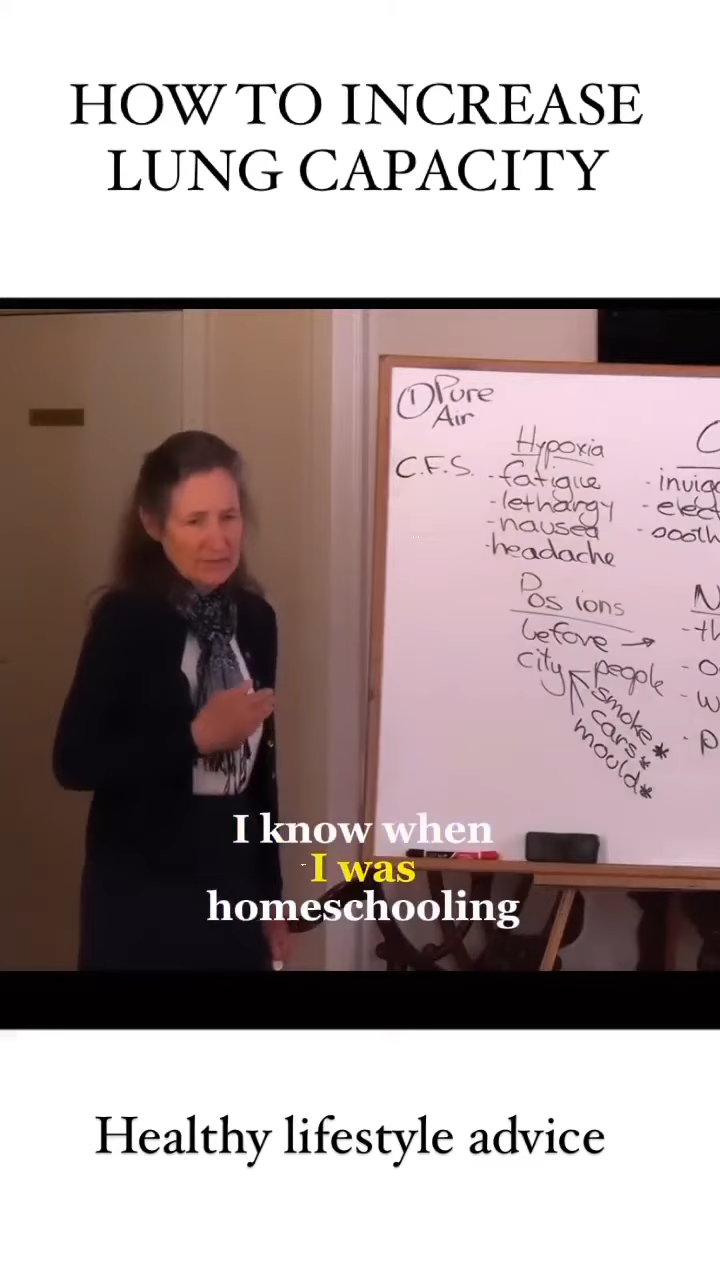 HOW TO INCREASE
LUNG CAPACITY
① Pure
Air
C.F.S.
Hypoxia
- fatigue
- lethargy
- nausea
- headache
Pos ions
before →
city people
smoke *
cars *
mould *
I know when
I was
homeschooling
Healthy lifestyle advice